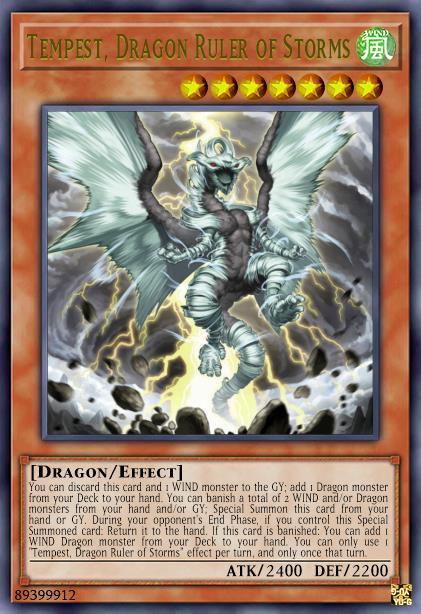 Tempest, Dragon Ruler of Storms
WIND
風
[Dragon/Effect]
You can discard this card and 1 WIND monster to the GY; add 1 Dragon monster
from your Deck to your hand. You can banish a total of 2 WIND and/or Dragon
monsters from your hand and/or GY; Special Summon this card from your
hand or GY. During your opponent's End Phase, if you control this Special
Summoned card: Return it to the hand. If this card is banished: You can add 1
WIND Dragon monster from your Deck to your hand. You can only use 1
"Tempest, Dragon Ruler of Storms" effect per turn, and only once that turn.
ATK/2400 DEF/2200
89399912